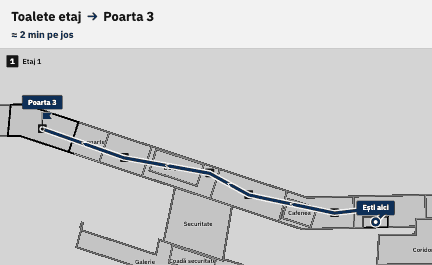 Toalete etaj → Poarta 3
≈ 2 min pe jos
1 Etaj 1
Poarta 3
Ești aici
Cafenea
Securitate
Galerie
Coadă securitate
Corido